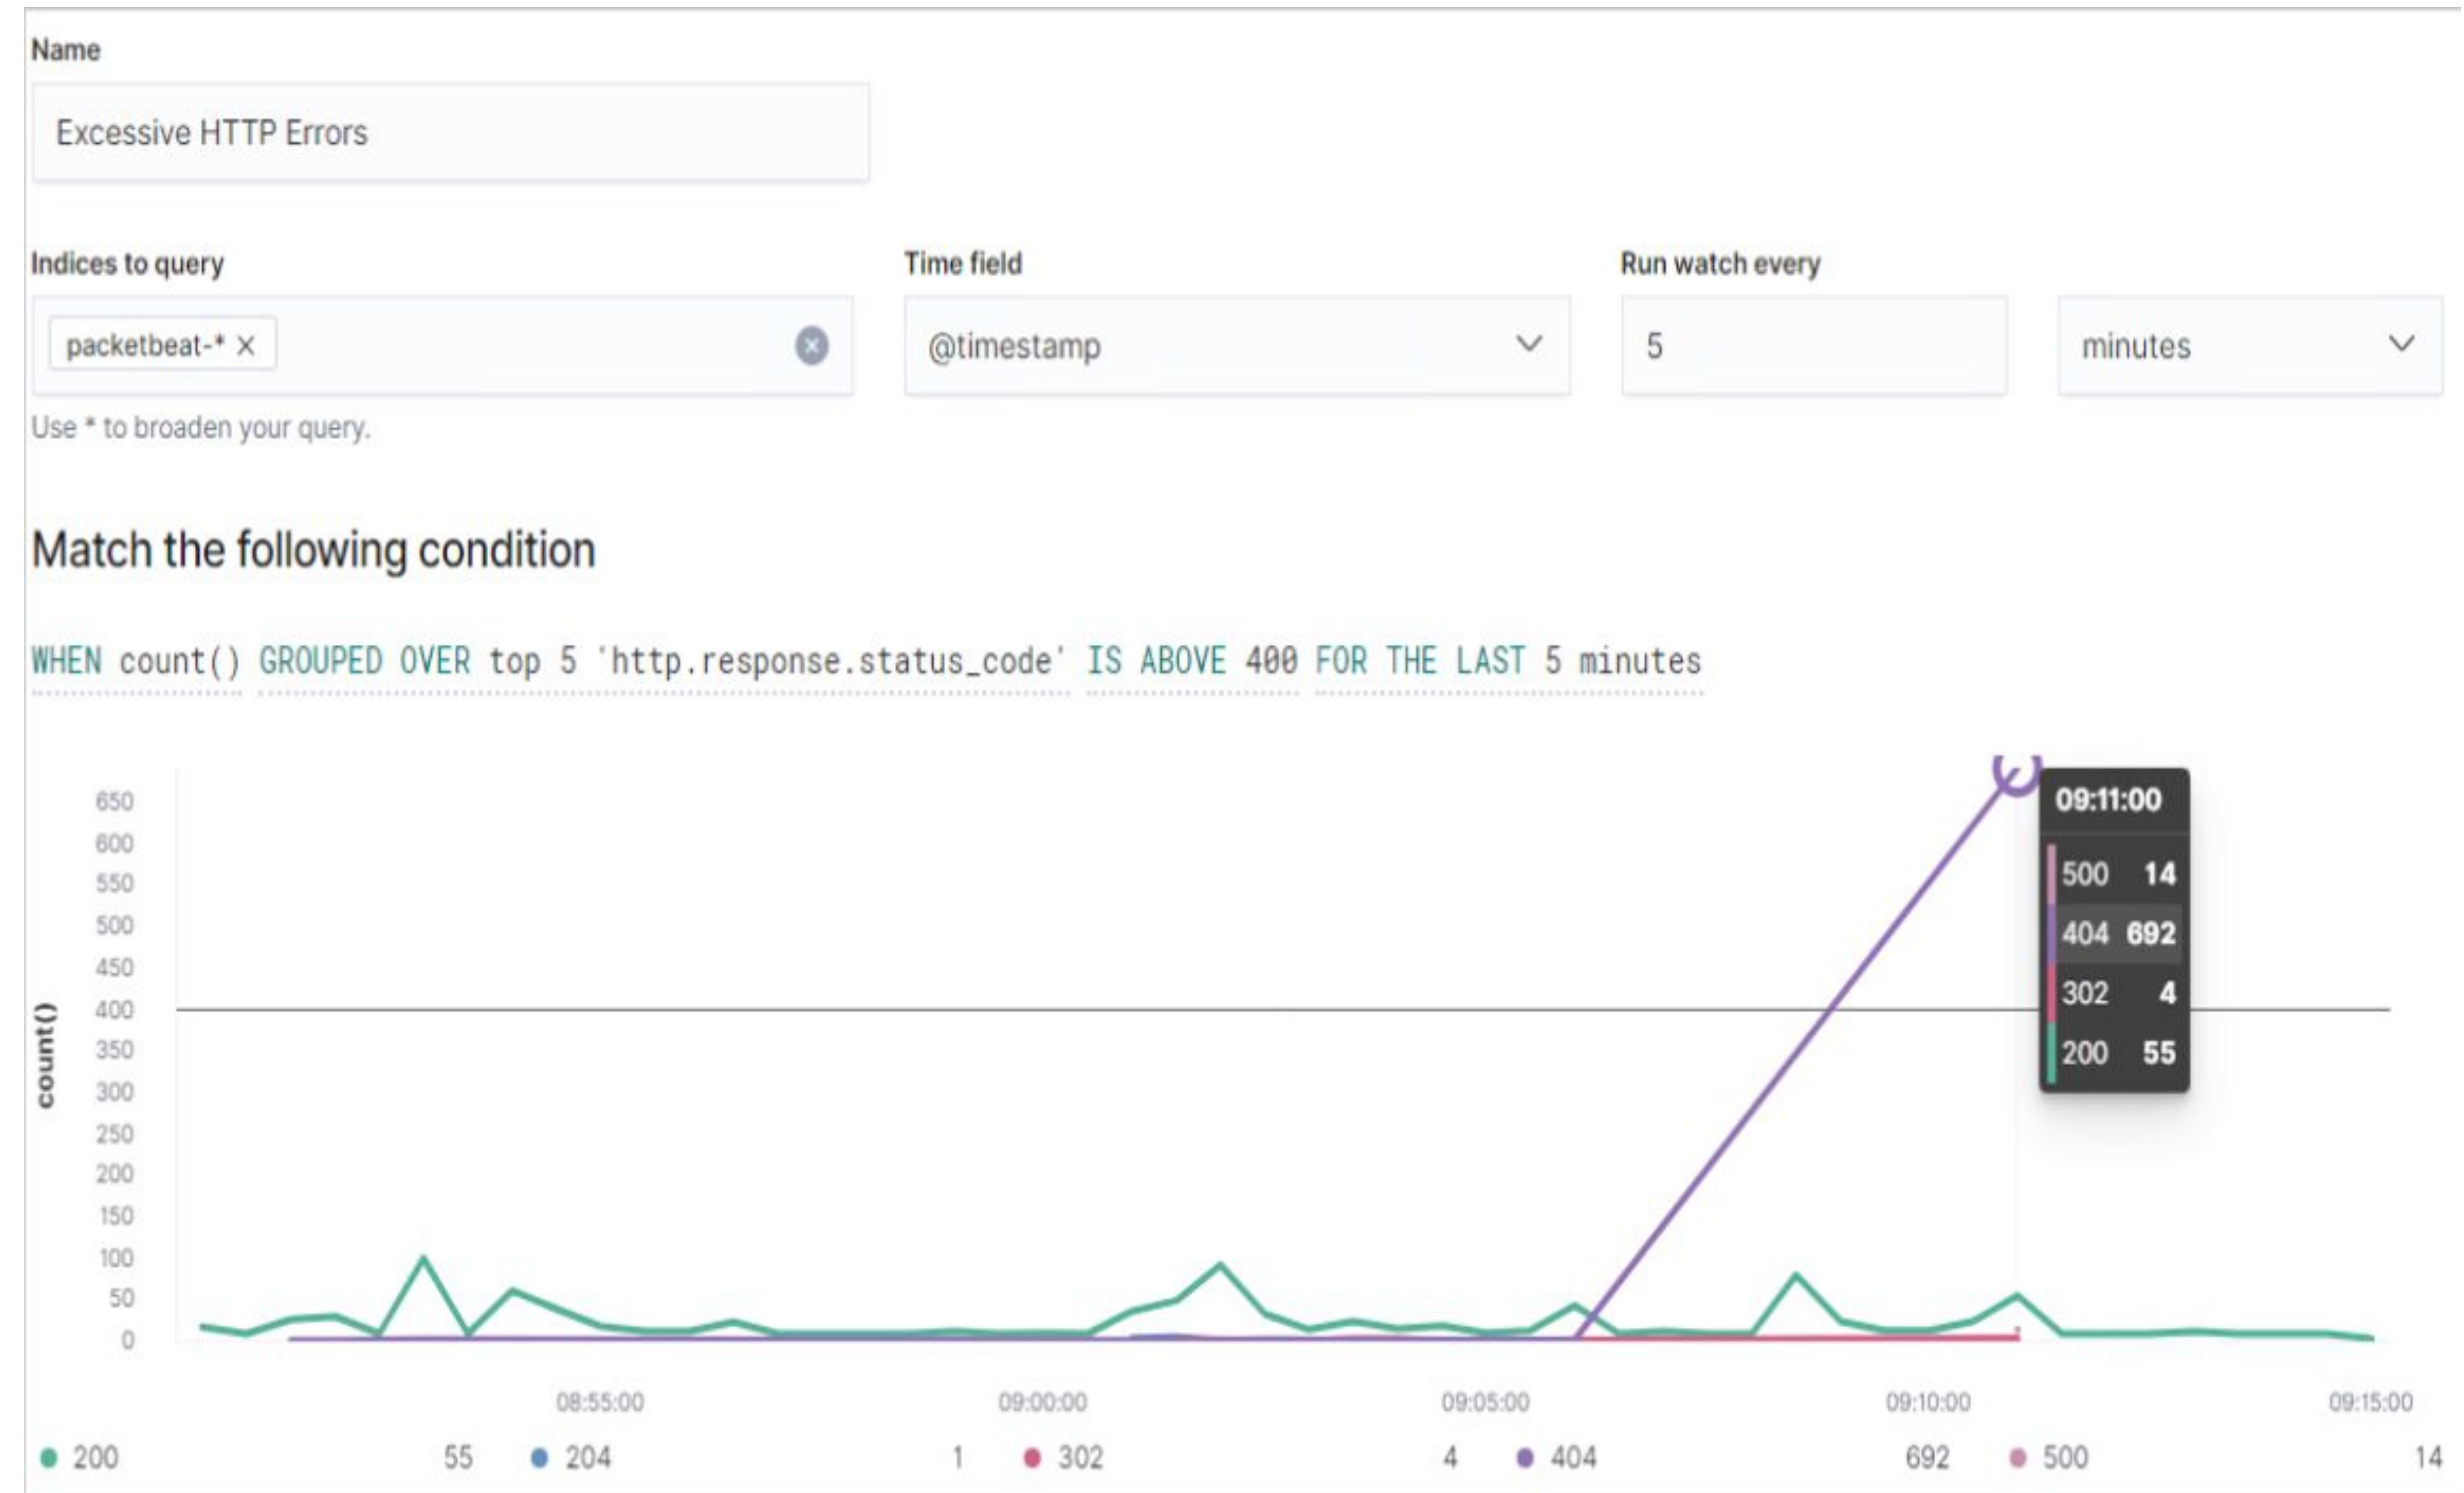 Name
Excessive HTTP Errors
Indices to query Time field Run watch every
packetbeat-* @timestamp 5 minutes
Use * to broaden your query.
Match the following condition
WHEN count() GROUPED OVER top 5 'http.response.status_code' IS ABOVE 400 FOR THE LAST 5 minutes
count()
650
600
550
500
450
400
350
300
250
200
150
100
50
0
09:11:00
500 14
404 692
302 4
200 55
08:55:00 09:00:00 09:05:00 09:10:00 09:15:00
200 55 204 1 302 4 404 692 500 14